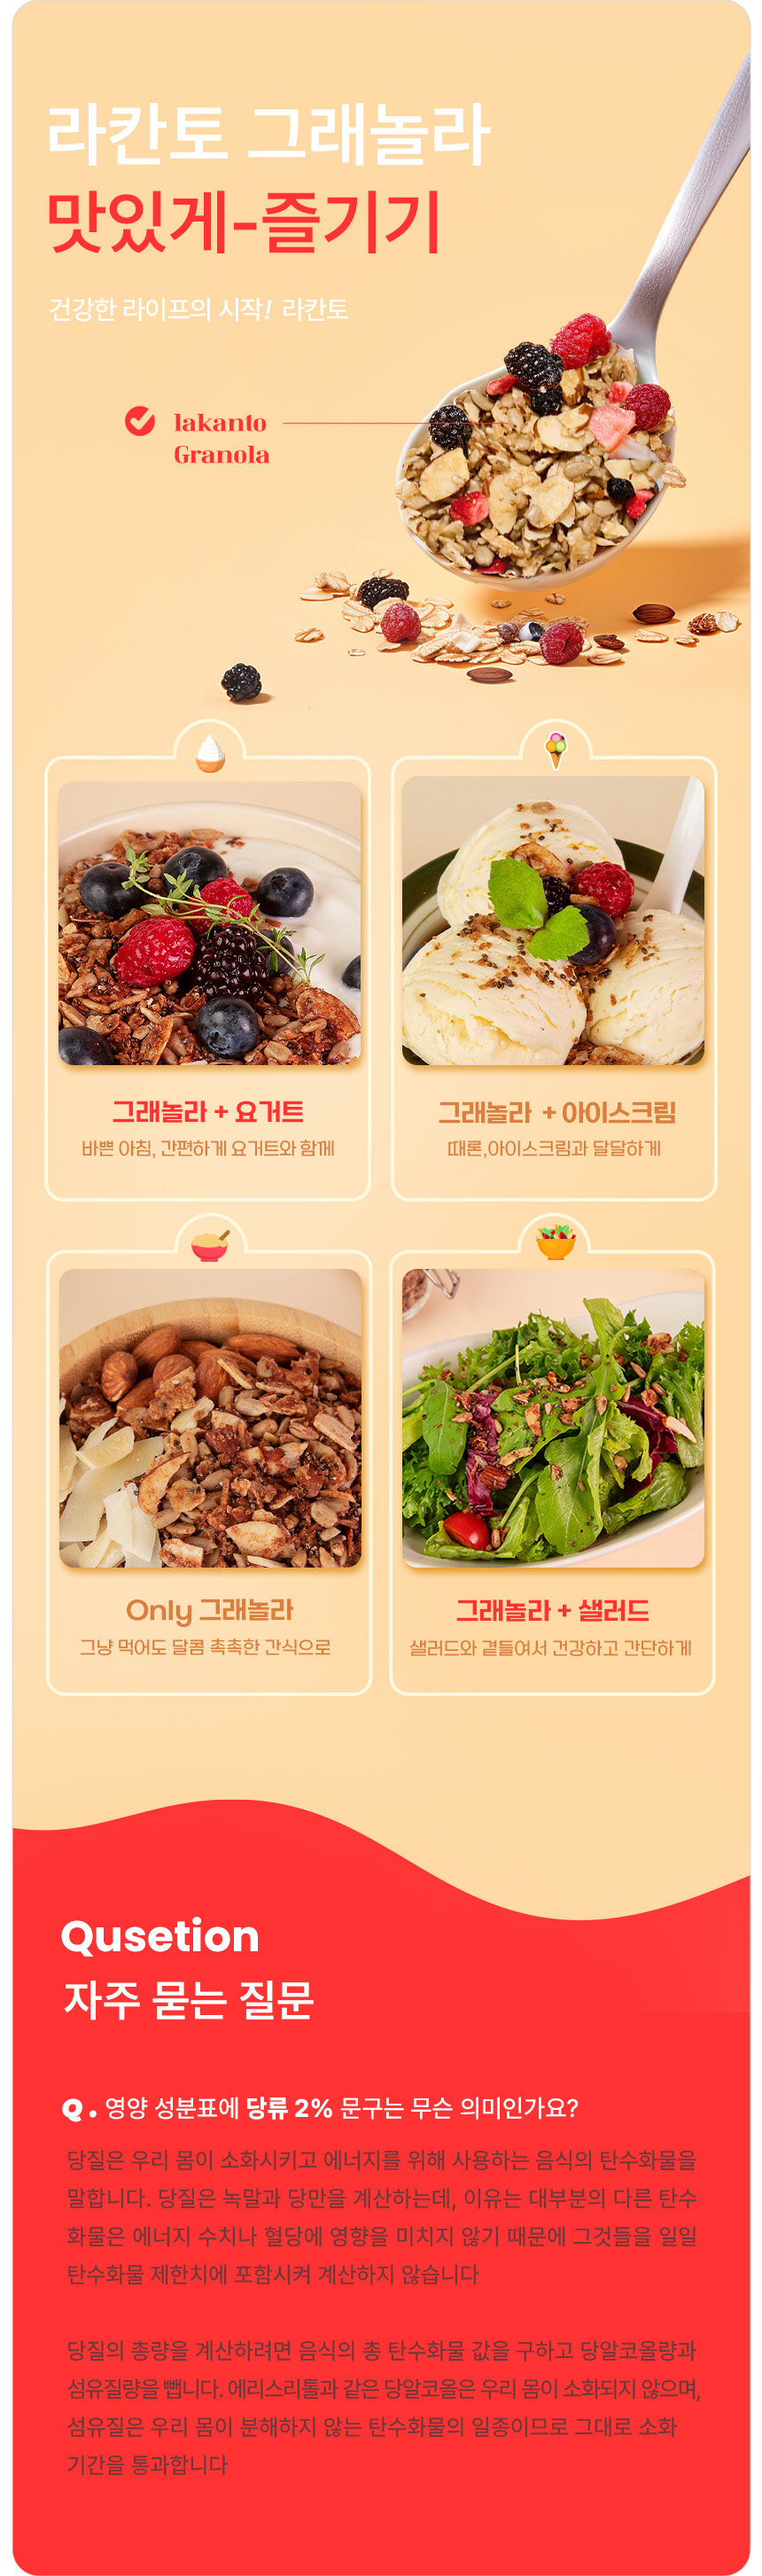 라칸토 그래놀라
맛있게-즐기기
건강한 라이프의 시작! 라칸토
lakanto
Granola
그래놀라 + 요거트
바쁜 아침, 간편하게 요거트와 함께
그래놀라 + 아이스크림
때론,아이스크림과 달달하게
Only 그래놀라
그냥 먹어도 달콤 촉촉한 간식으로
그래놀라 + 샐러드
샐러드와 곁들여서 건강하고 간단하게
Qusetion
자주 묻는 질문
Q . 영양 성분표에 당류 2% 문구는 무슨 의미인가요?
당질은 우리 몸이 소화시키고 에너지를 위해 사용하는 음식의 탄수화물을
말합니다. 당질은 녹말과 당만을 계산하는데, 이유는 대부분의 다른 탄수
화물은 에너지 수치나 혈당에 영향을 미치지 않기 때문에 그것들을 일일
탄수화물 제한치에 포함시켜 계산하지 않습니다
당질의 총량을 계산하려면 음식의 총 탄수화물 값을 구하고 당알코올량과
섬유질량을 뺍니다. 에리스리톨과 같은 당알코올은 우리 몸이 소화되지 않으며,
섬유질은 우리 몸이 분해하지 않는 탄수화물의 일종이므로 그대로 소화
기간을 통과합니다